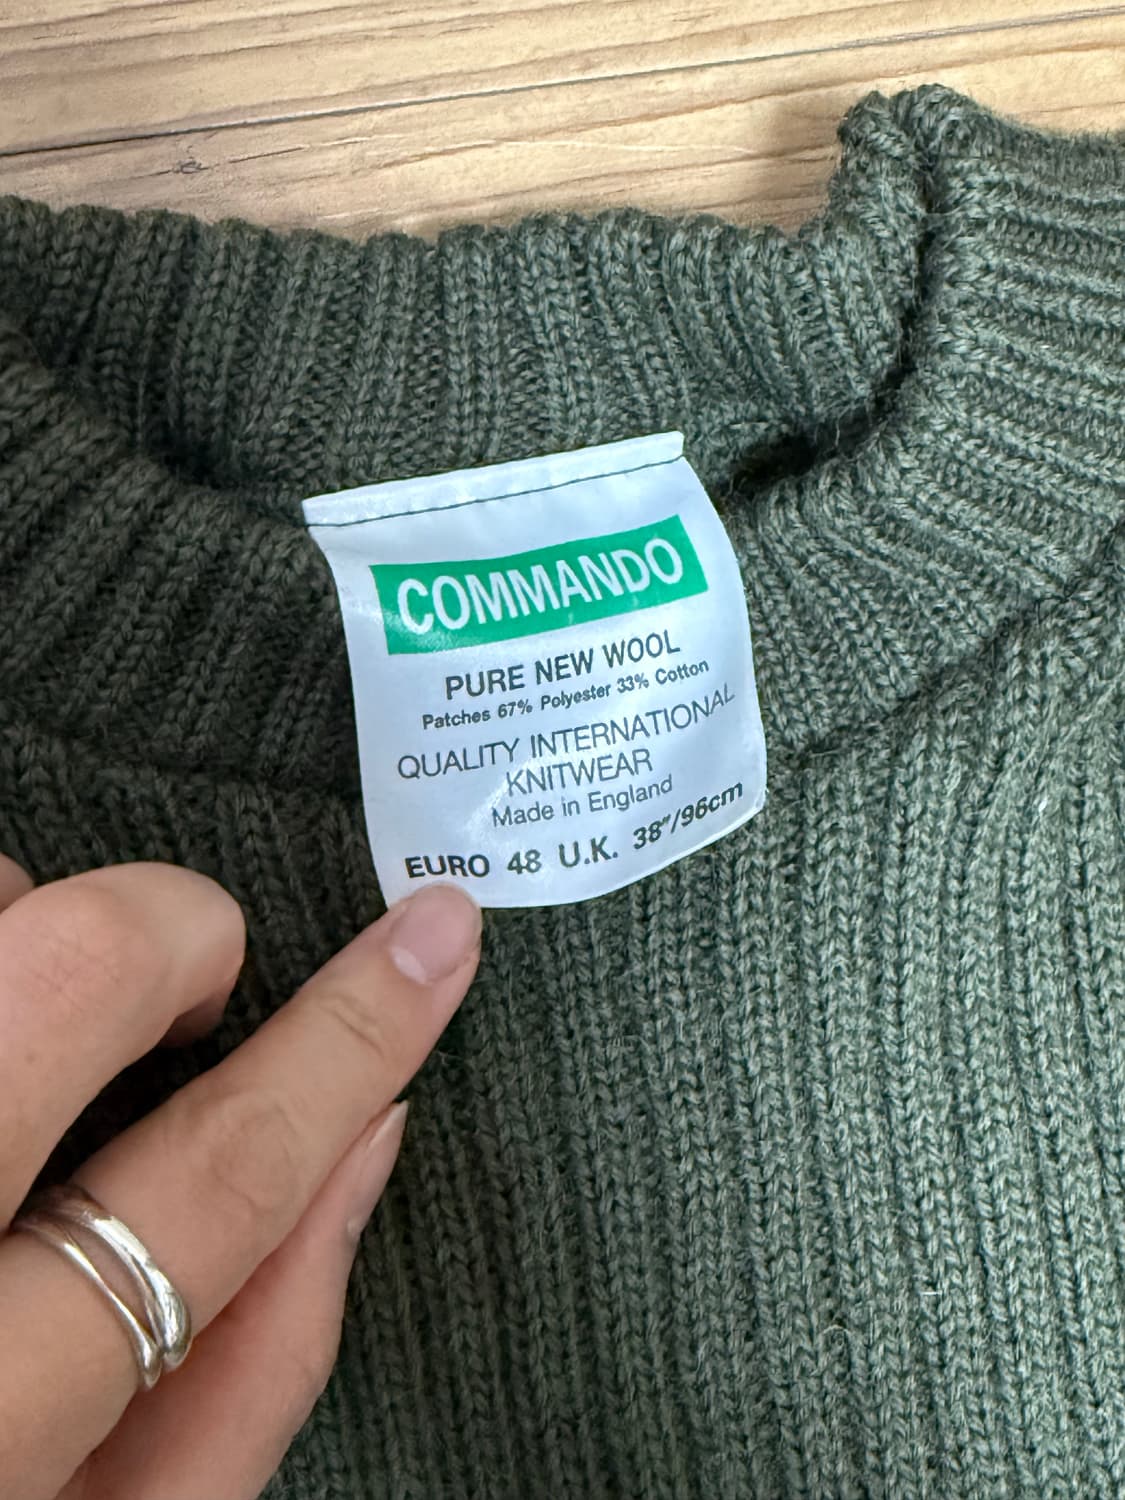 COMMANDO
PURE NEW WOOL
Patches 67% Polyester 33% Cotton
QUALITY INTERNATIONAL
KNITWEAR
Made in England
EURO 48 U.K. 38"/96cm